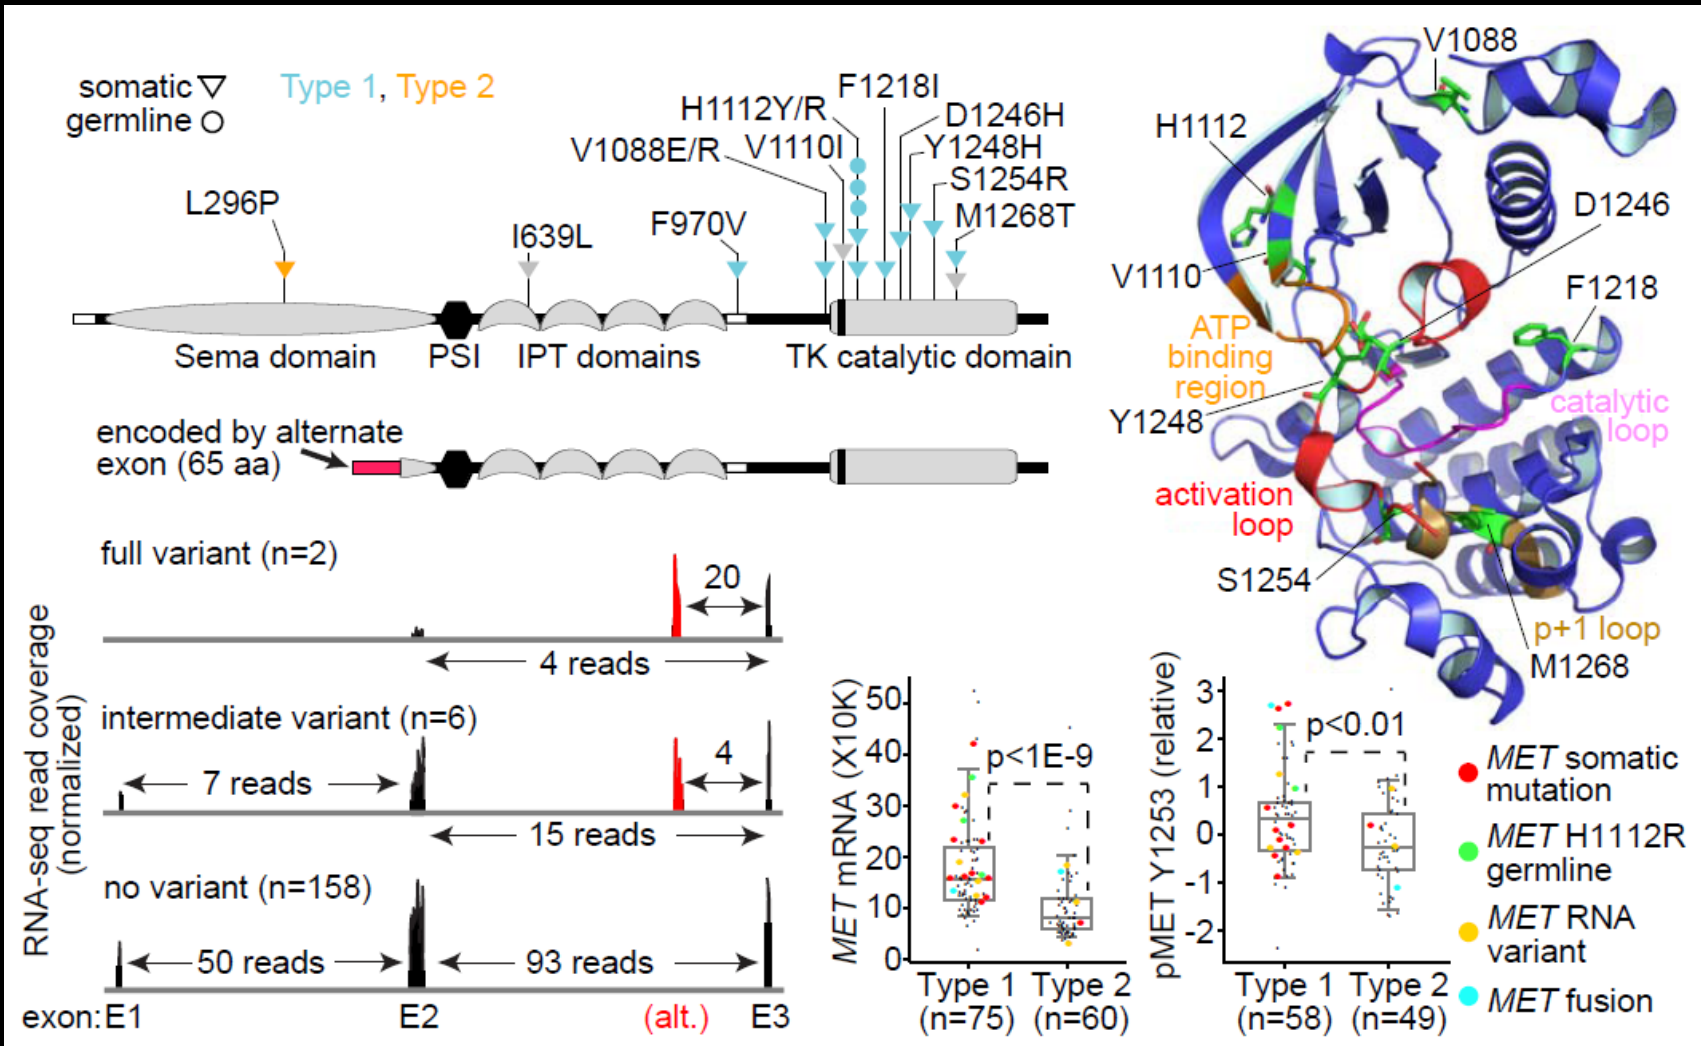 somatic
germline
Type 1, Type 2
L296P
I639L
F970V
V1088E/R
H1112Y/R
V1110I
F1218I
D1246H
Y1248H
S1254R
M1268T
Sema domain
PSI
IPT domains
TK catalytic domain
encoded by alternate
exon (65 aa)
RNA-seq read coverage
(normalized)
full variant (n=2)
20
4 reads
intermediate variant (n=6)
7 reads
4
15 reads
no variant (n=158)
50 reads
93 reads
exon: E1
E2
(alt.)
E3
V1088
H1112
D1246
V1110
F1218
ATP
binding
region
Y1248
catalytic
loop
activation
loop
S1254
p+1 loop
M1268
MET mRNA (X10K)
50
40
30
20
10
0
p<1E-9
Type 1
(n=75)
Type 2
(n=60)
pMET Y1253 (relative)
3
2
1
0
-1
-2
p<0.01
Type 1
(n=58)
Type 2
(n=49)
MET somatic
mutation
MET H1112R
germline
MET RNA
variant
MET fusion